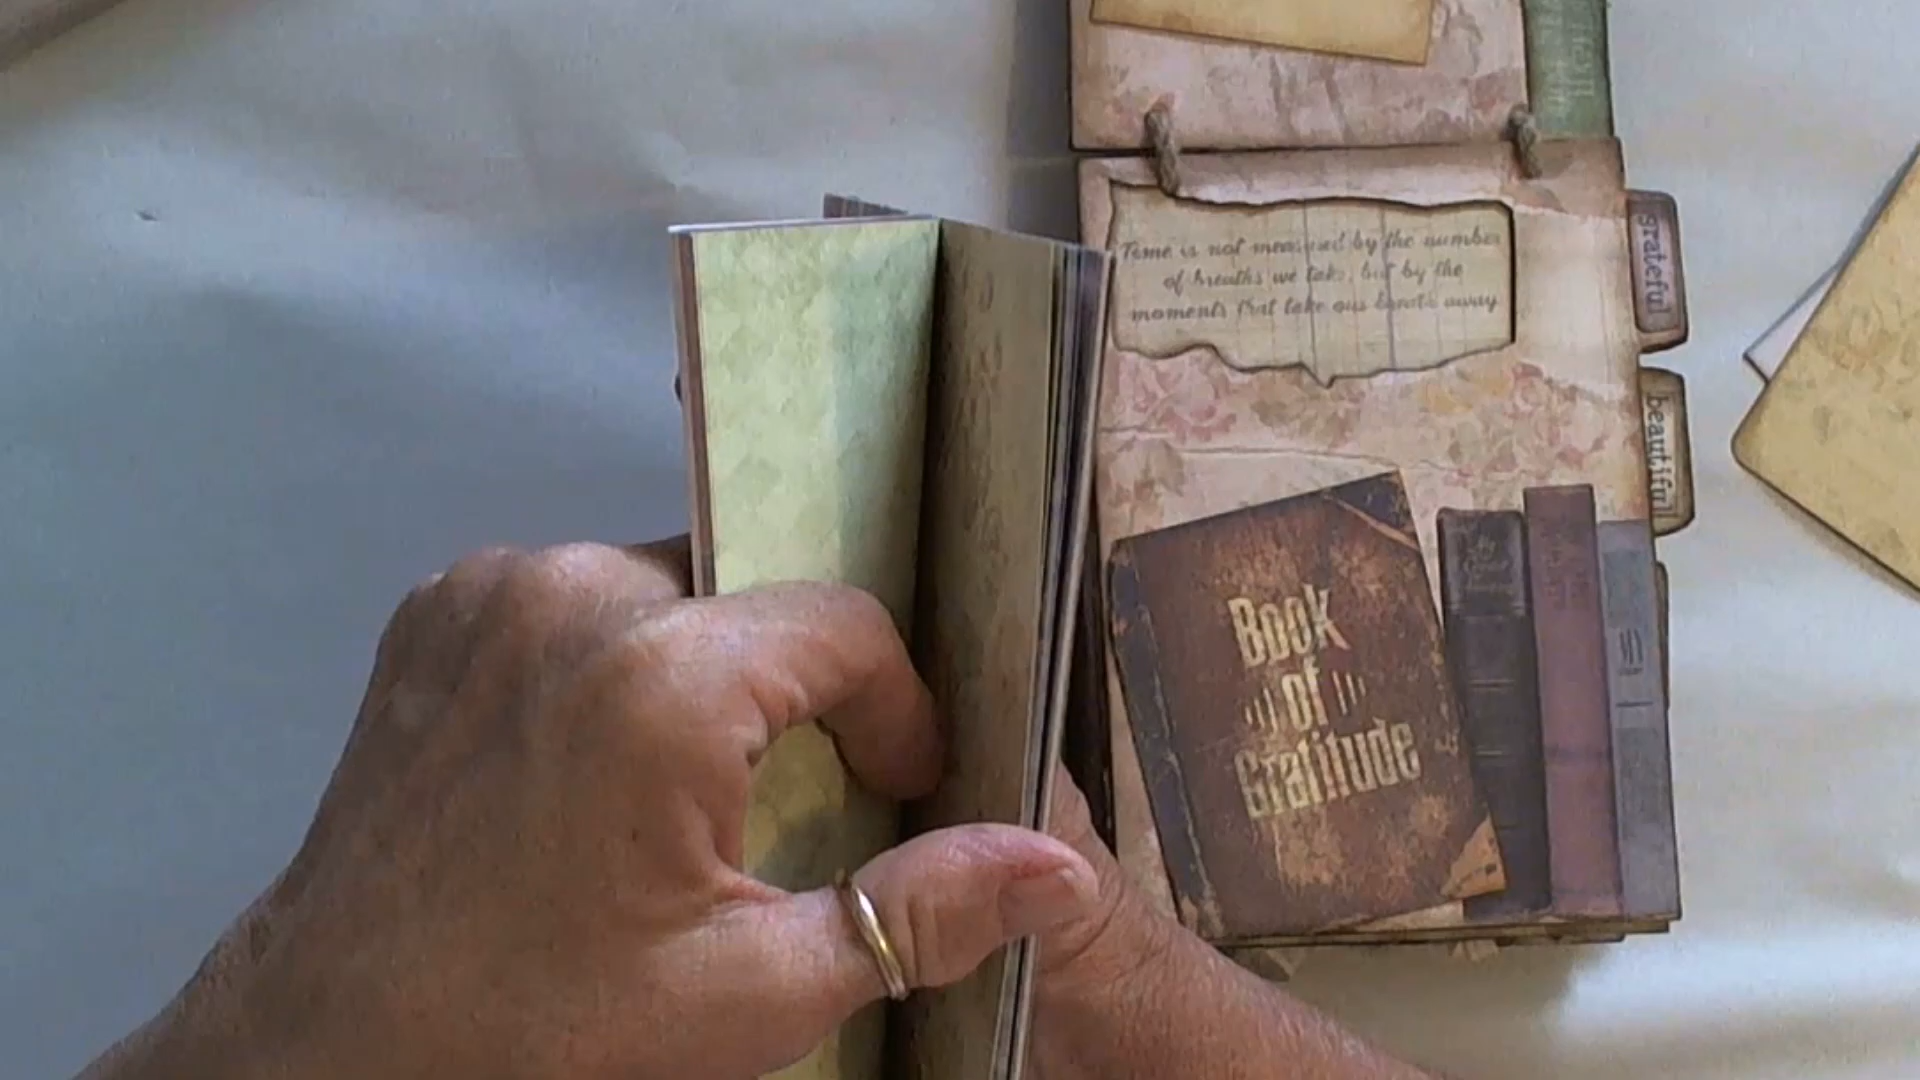 Time is not measured by the number
of breaths we take, but by the
moments that take our breath away
grateful
beautiful
Book
of
Gratitude